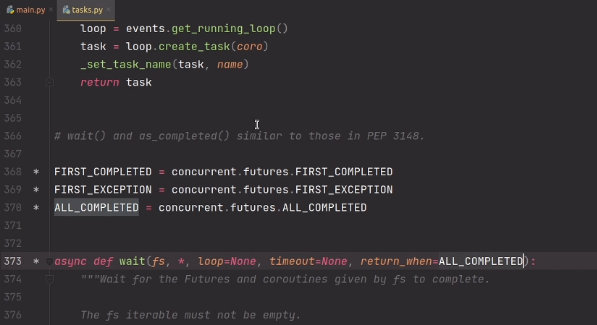 main.py
tasks.py
360 loop = events.get_running_loop()
361 task = loop.create_task(coro)
362 _set_task_name(task, name)
363 return task
364
365
366 # wait() and as_completed() similar to those in PEP 3148.
367
368 * FIRST_COMPLETED = concurrent.futures.FIRST_COMPLETED
369 * FIRST_EXCEPTION = concurrent.futures.FIRST_EXCEPTION
370 * ALL_COMPLETED = concurrent.futures.ALL_COMPLETED
371
372
373 * async def wait(fs, *, loop=None, timeout=None, return_when=ALL_COMPLETED):
374 """Wait for the Futures and coroutines given by fs to complete.
375
376 The fs iterable must not be empty.